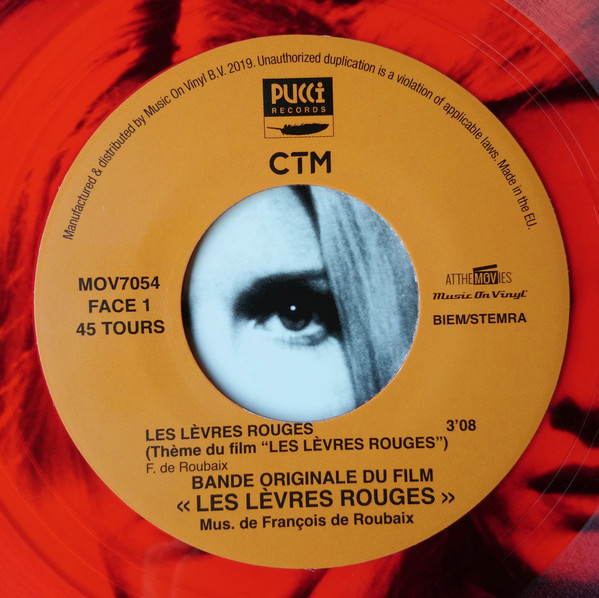 Manufactured & distributed by Music On Vinyl B.V. 2019. Unauthorized duplication is a violation of applicable laws. Made in the EU.
PUCCI
RECORDS
CTM
MOV7054
FACE 1
45 TOURS
ATTHEMOVIES
Music On Vinyl
BIEM/STEMRA
LES LÈVRES ROUGES 3'08
(Thème du film “LES LÈVRES ROUGES”)
F. de Roubaix
BANDE ORIGINALE DU FILM
« LES LÈVRES ROUGES »
Mus. de François de Roubaix